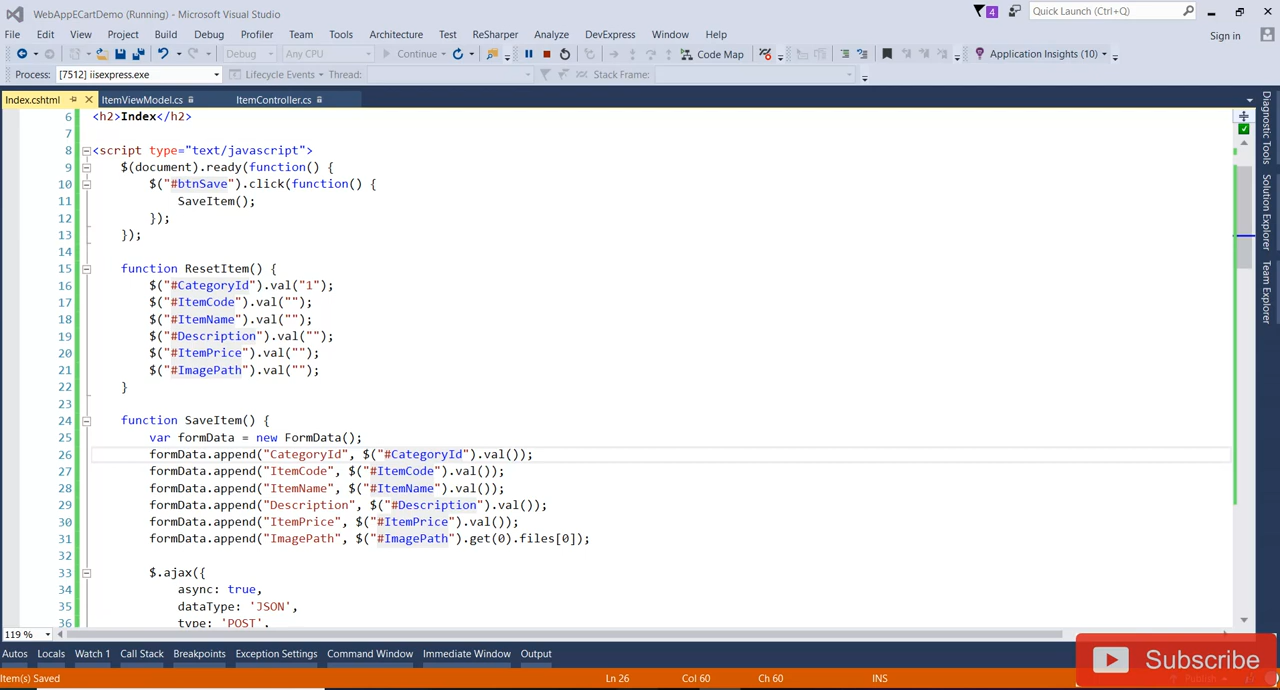 WebAppECartDemo (Running) - Microsoft Visual Studio
4
Quick Launch (Ctrl+Q)
File Edit View Project Build Debug Profiler Team Tools Architecture Test ReSharper Analyze DevExpress Window Help
Sign in
Debug Any CPU Continue Code Map Application Insights (10)
Process: [7512] iisexpress.exe Lifecycle Events Thread: Stack Frame:
Index.cshtml ItemViewModel.cs ItemController.cs
6 <h2>Index</h2>
7
8 <script type="text/javascript">
9 $(document).ready(function() {
10 $("#btnSave").click(function() {
11 SaveItem();
12 });
13 });
14
15 function ResetItem() {
16 $("#CategoryId").val("1");
17 $("#ItemCode").val("");
18 $("#ItemName").val("");
19 $("#Description").val("");
20 $("#ItemPrice").val("");
21 $("#ImagePath").val("");
22 }
23
24 function SaveItem() {
25 var formData = new FormData();
26 formData.append("CategoryId", $("#CategoryId").val());
27 formData.append("ItemCode", $("#ItemCode").val());
28 formData.append("ItemName", $("#ItemName").val());
29 formData.append("Description", $("#Description").val());
30 formData.append("ItemPrice", $("#ItemPrice").val());
31 formData.append("ImagePath", $("#ImagePath").get(0).files[0]);
32
33 $.ajax({
34 async: true,
35 dataType: 'JSON',
36 type: 'POST',
Diagnostic Tools
Solution Explorer
Team Explorer
119 %
Autos Locals Watch 1 Call Stack Breakpoints Exception Settings Command Window Immediate Window Output
Subscribe
Item(s) Saved Ln 26 Col 60 Ch 60 INS Publish